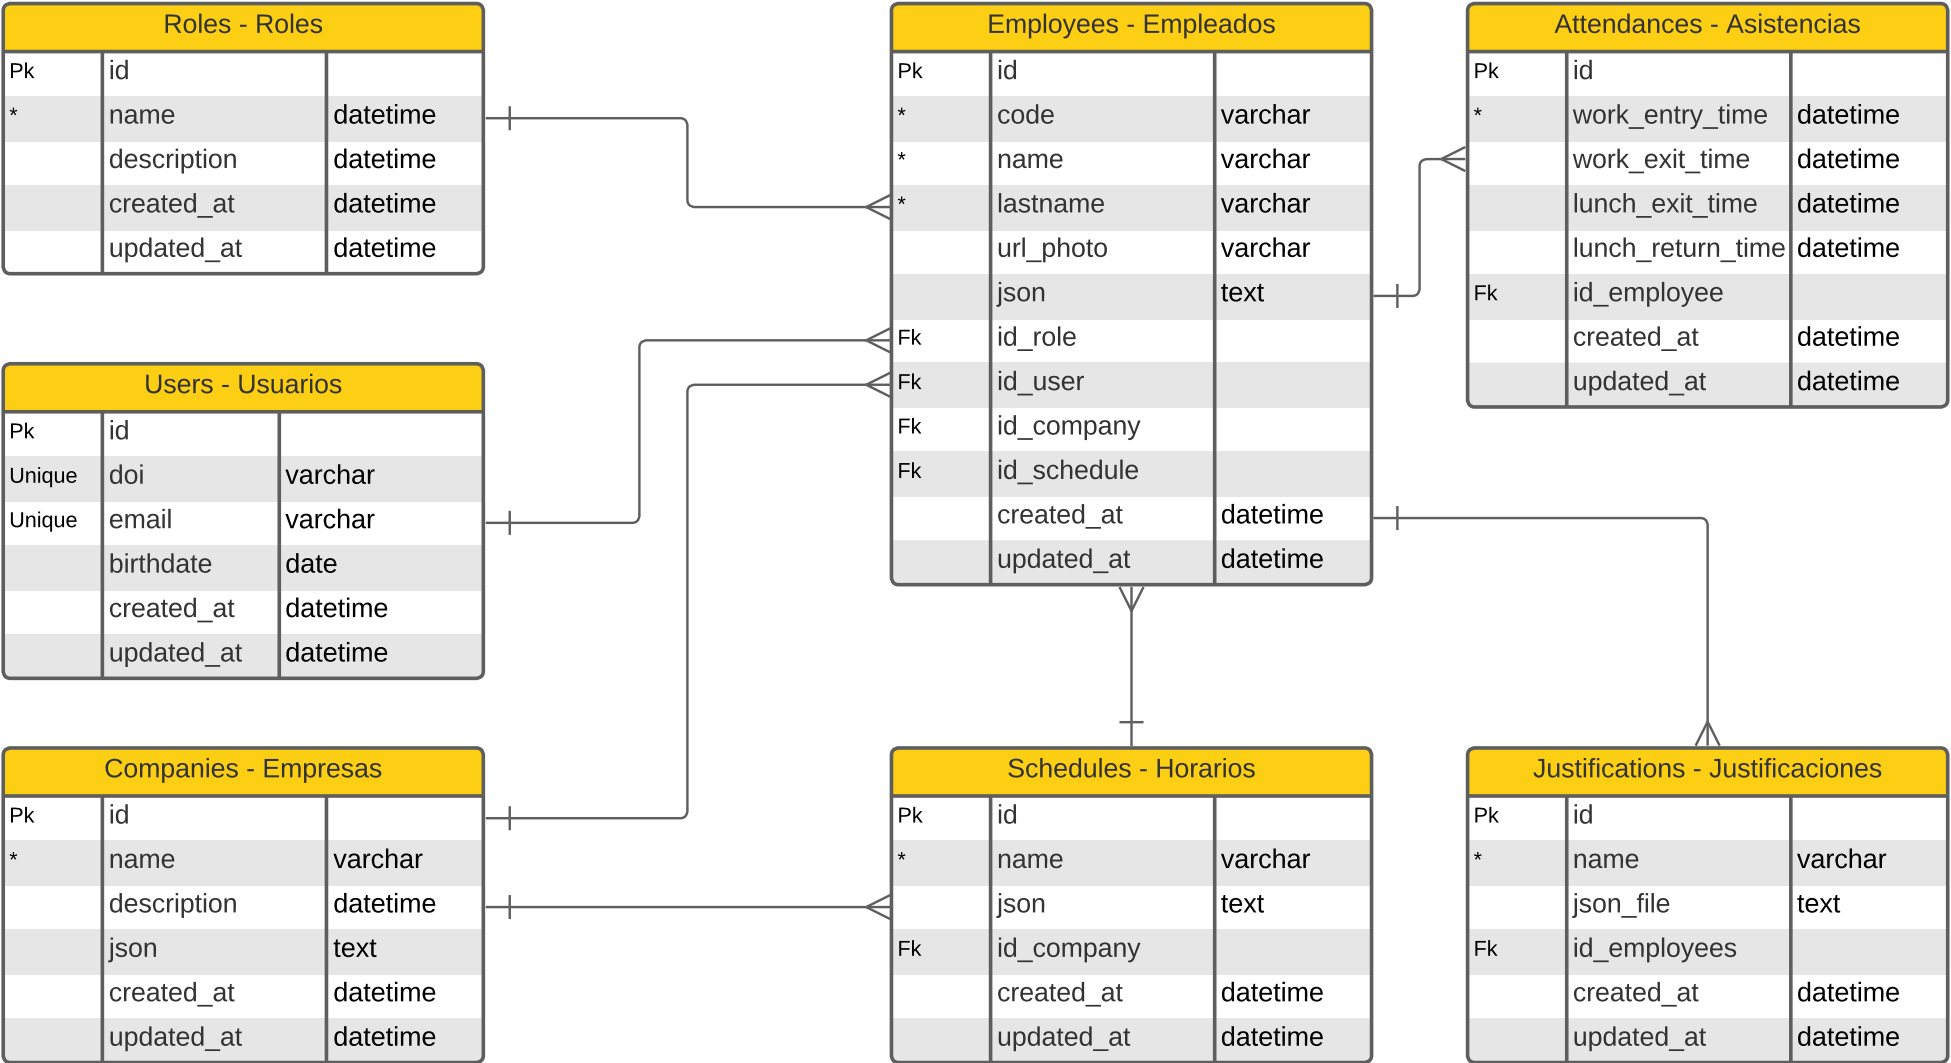 Roles - Roles
Pk id
* name datetime
description datetime
created_at datetime
updated_at datetime
Users - Usuarios
Pk id
Unique doi varchar
Unique email varchar
birthdate date
created_at datetime
updated_at datetime
Companies - Empresas
Pk id
* name varchar
description datetime
json text
created_at datetime
updated_at datetime
Employees - Empleados
Pk id
* code varchar
* name varchar
* lastname varchar
url_photo varchar
json text
Fk id_role
Fk id_user
Fk id_company
Fk id_schedule
created_at datetime
updated_at datetime
Schedules - Horarios
Pk id
* name varchar
json text
Fk id_company
created_at datetime
updated_at datetime
Attendances - Asistencias
Pk id
* work_entry_time datetime
work_exit_time datetime
lunch_exit_time datetime
lunch_return_time datetime
Fk id_employee
created_at datetime
updated_at datetime
Justifications - Justificaciones
Pk id
* name varchar
json_file text
Fk id_employees
created_at datetime
updated_at datetime